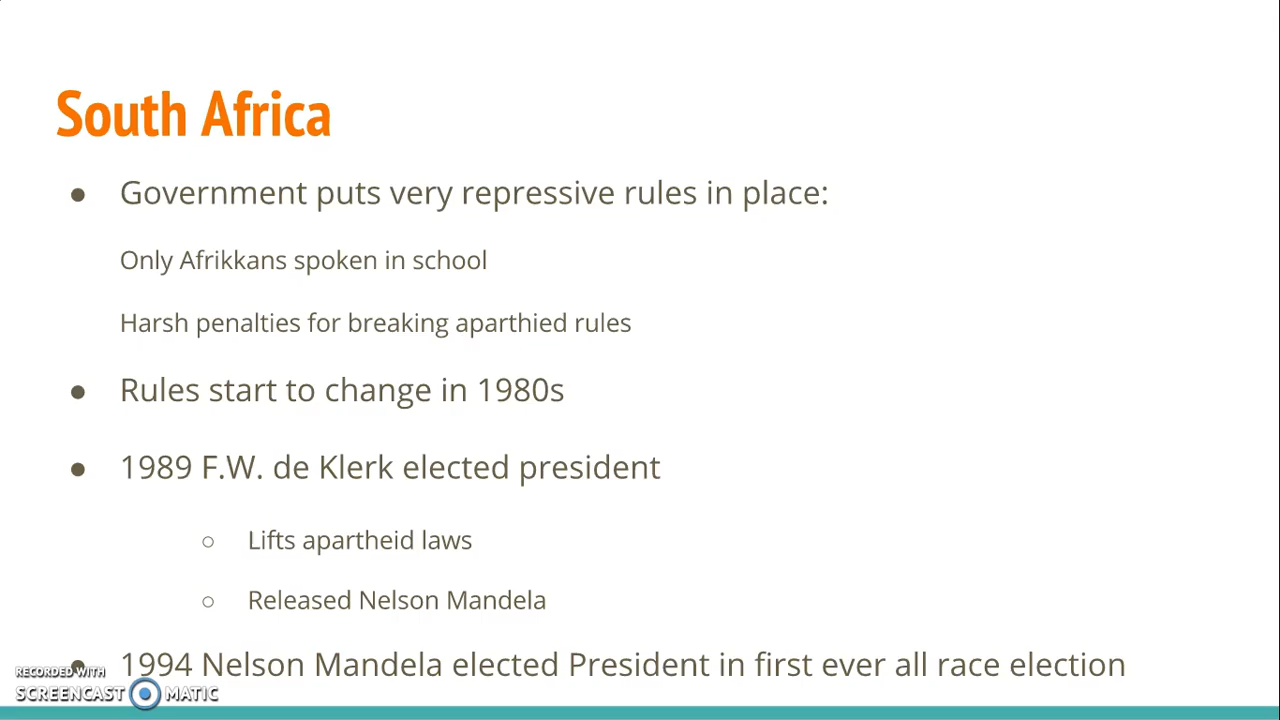 South Africa
● Government puts very repressive rules in place:
Only Afrikkans spoken in school
Harsh penalties for breaking aparthied rules
● Rules start to change in 1980s
● 1989 F.W. de Klerk elected president
○ Lifts apartheid laws
○ Released Nelson Mandela
● 1994 Nelson Mandela elected President in first ever all race election
RECORDED WITH
SCREENCAST MATIC